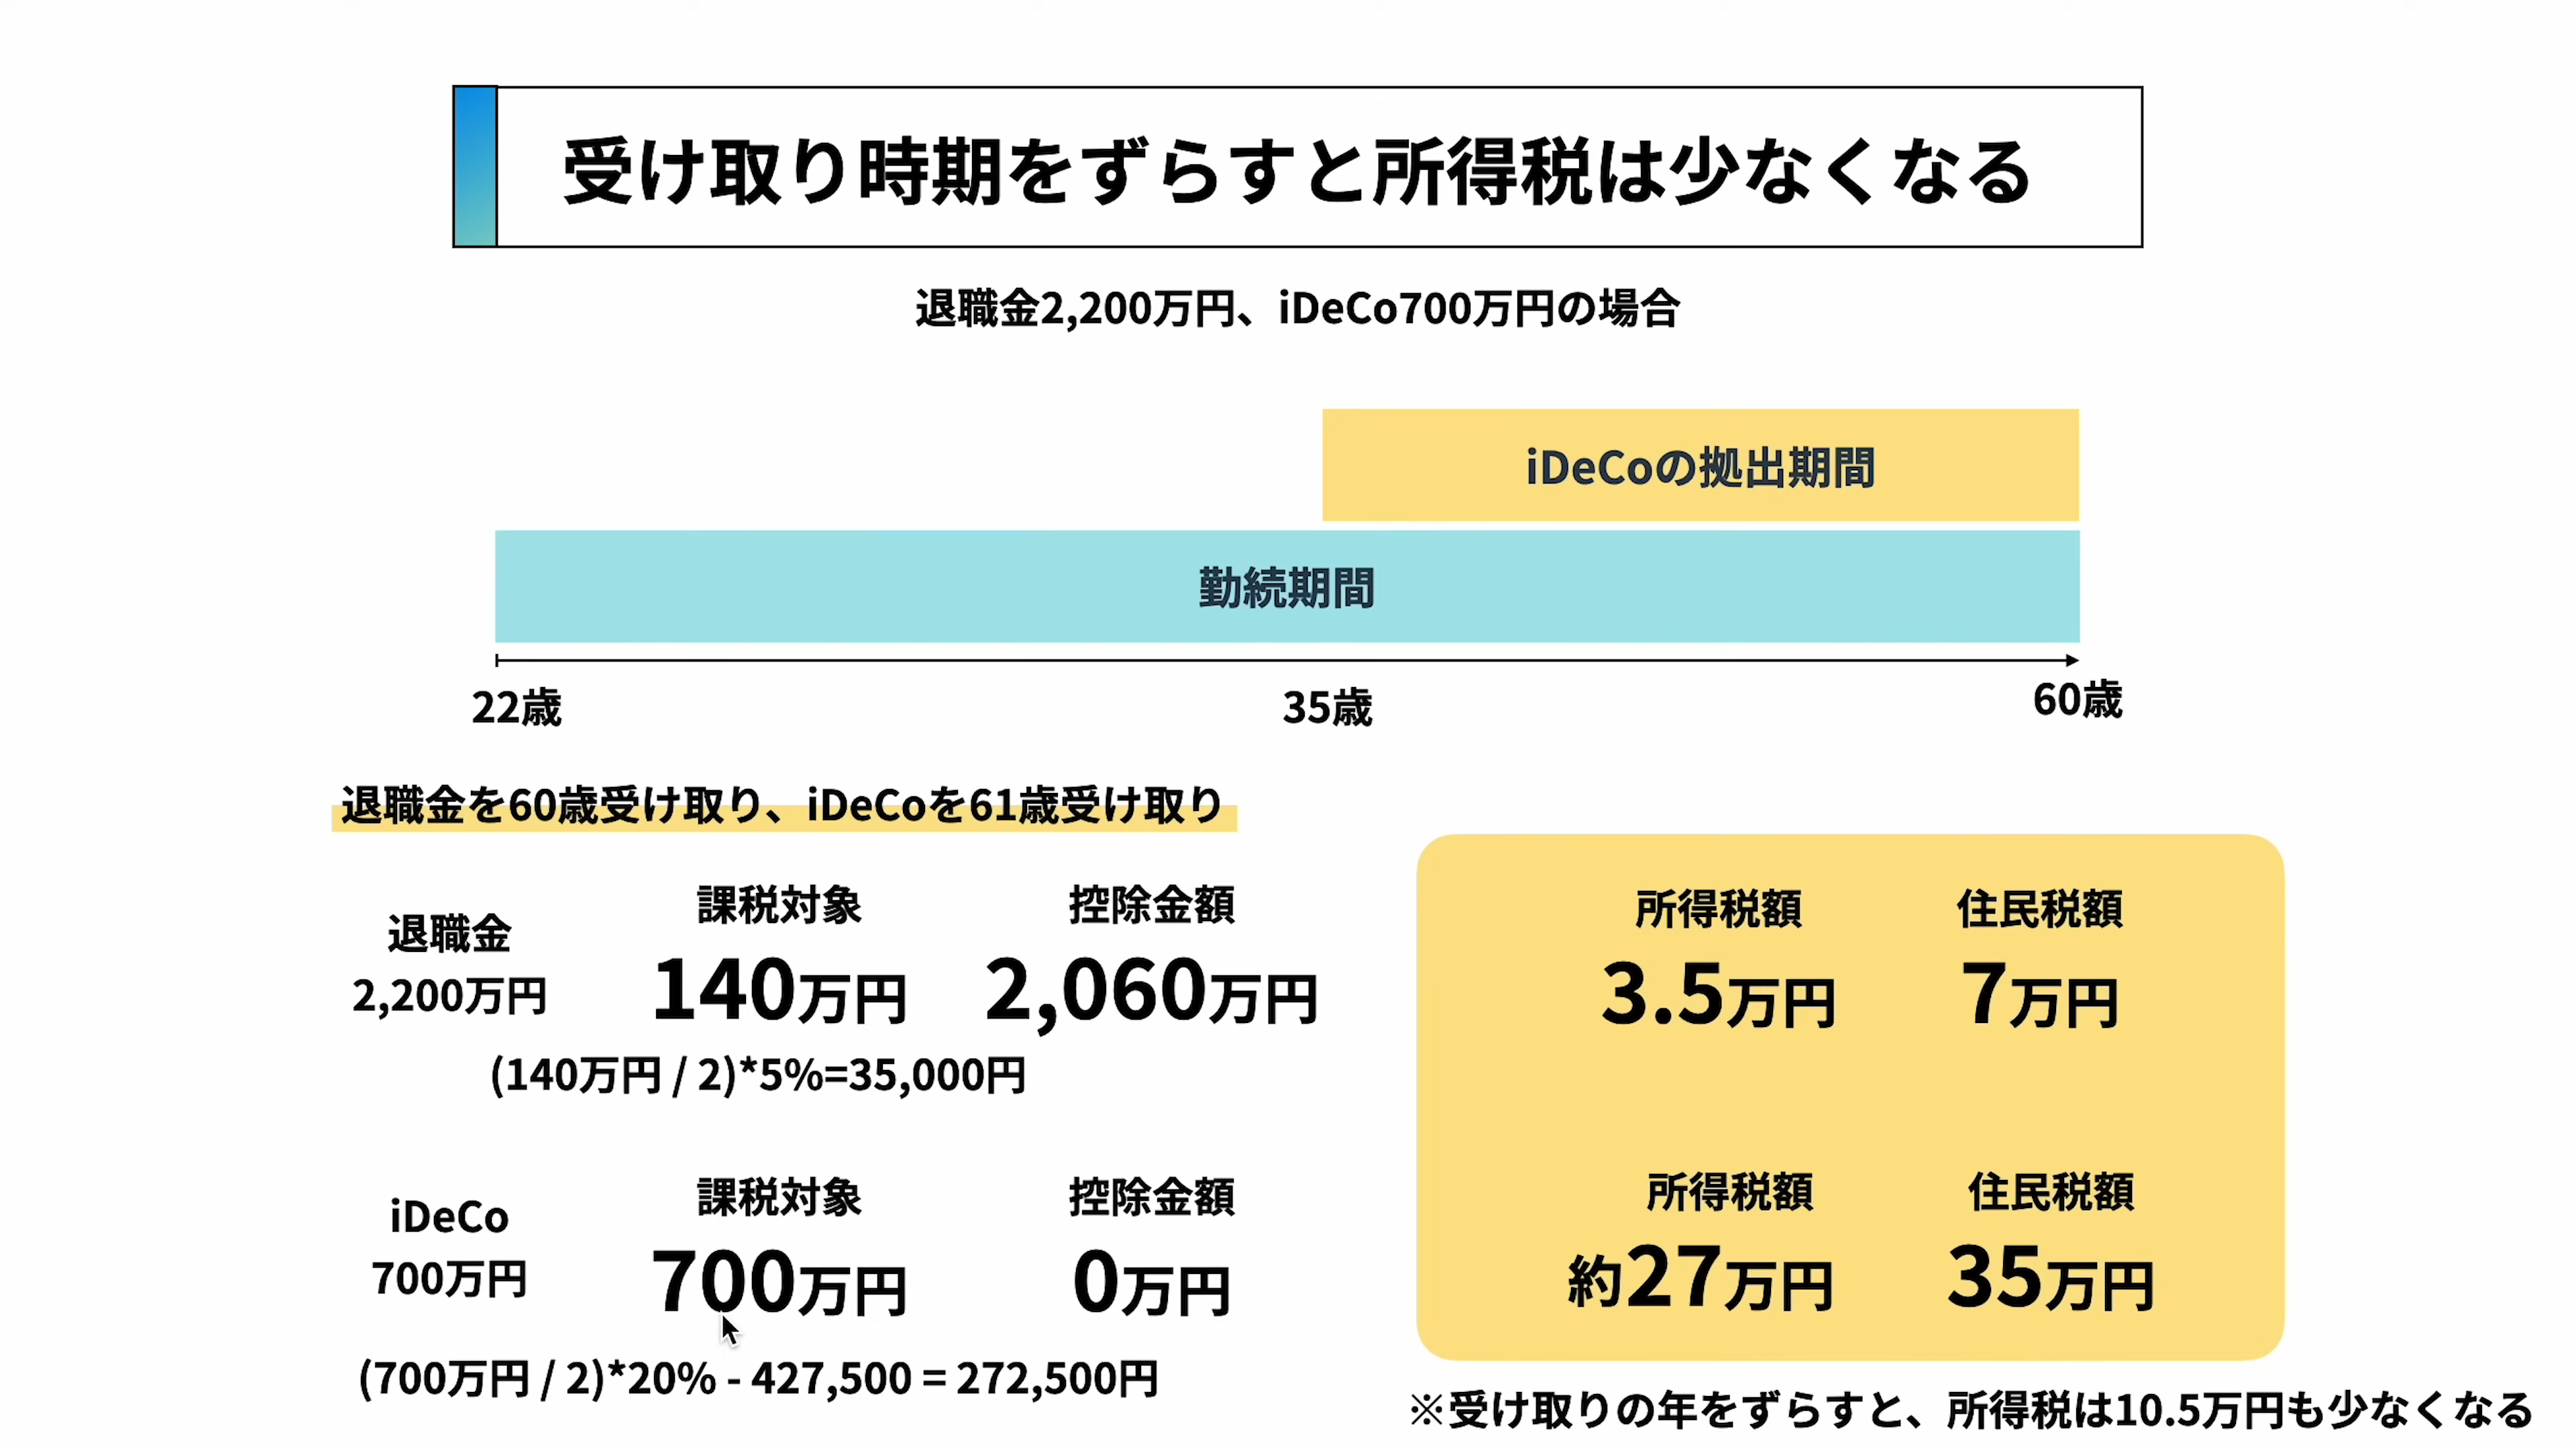 受け取り時期をずらすと所得税は少なくなる
退職金2,200万円、iDeCo700万円の場合
iDeCoの拠出期間
勤続期間
22歳
35歳
60歳
退職金を60歳受け取り、iDeCoを61歳受け取り
退職金
2,200万円
課税対象
140万円
控除金額
2,060万円
(140万円 / 2)*5%=35,000円
所得税額
3.5万円
住民税額
7万円
iDeCo
700万円
課税対象
700万円
控除金額
0万円
(700万円 / 2)*20% - 427,500 = 272,500円
所得税額
約27万円
住民税額
35万円
※受け取りの年をずらすと、所得税は10.5万円も少なくなる